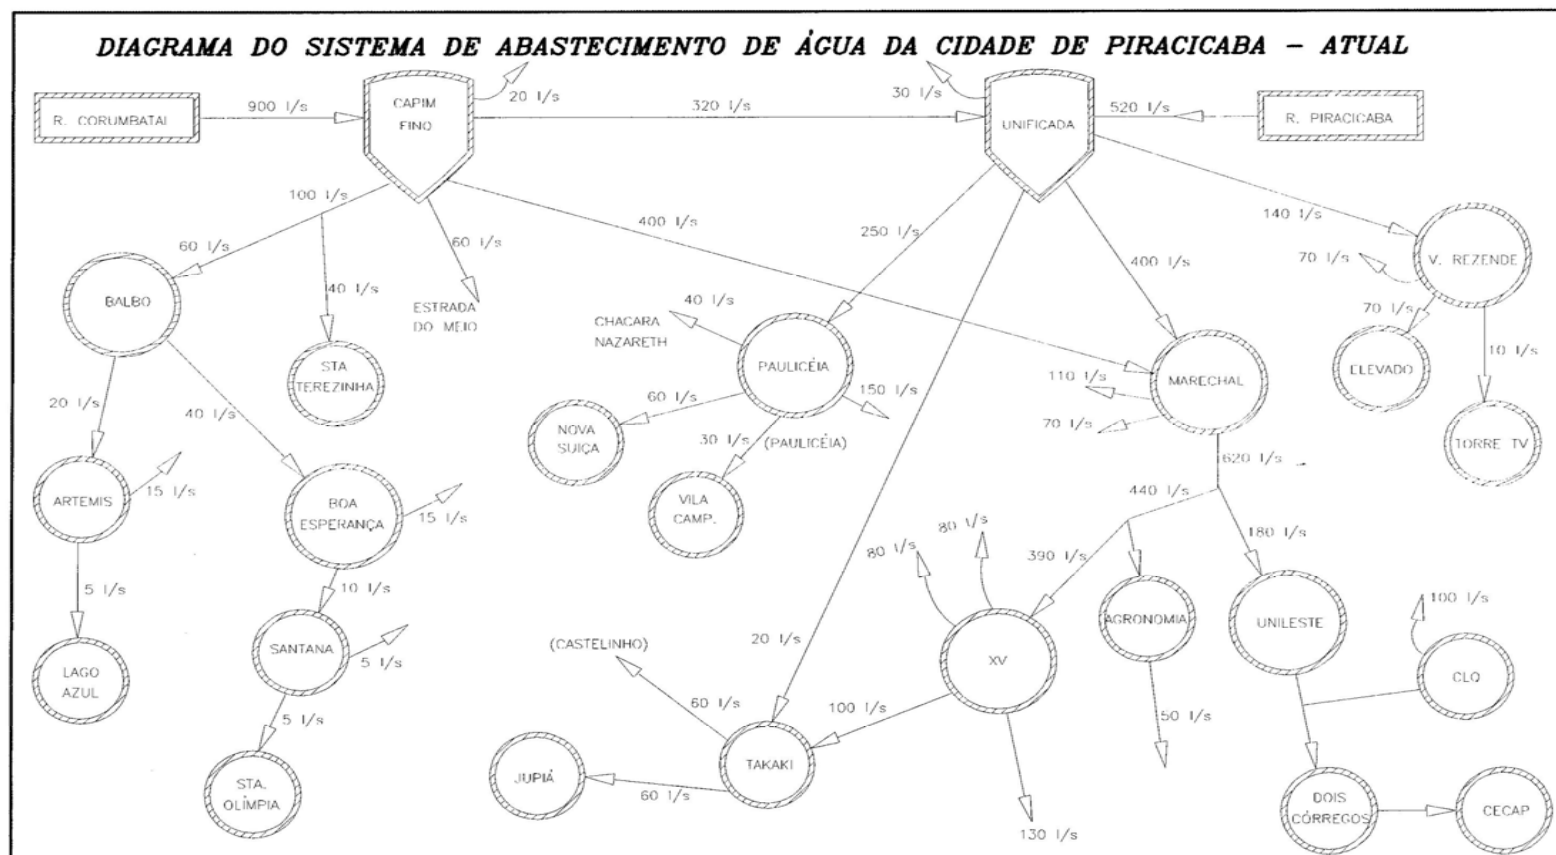 DIAGRAMA DO SISTEMA DE ABASTECIMENTO DE ÁGUA DA CIDADE DE PIRACICABA – ATUAL
R. CORUMBATAI
900 l/s
CAPIM
FINO
20 l/s
320 l/s
30 l/s
UNIFICADA
520 l/s
R. PIRACICABA
100 l/s
60 l/s
40 l/s
60 l/s
400 l/s
250 l/s
400 l/s
140 l/s
70 l/s
V. REZENDE
BALBO
ESTRADA
DO MEIO
STA
TEREZINHA
CHACARA
NAZARETH
40 l/s
PAULICÉIA
150 l/s
60 l/s
30 l/s
(PAULICÉIA)
NOVA
SUIÇA
VILA
CAMP.
MARECHAL
110 l/s
70 l/s
620 l/s
70 l/s
ELEVADO
10 l/s
TORRE TV
20 l/s
40 l/s
ARTEMIS
15 l/s
BOA
ESPERANÇA
15 l/s
440 l/s
180 l/s
80 l/s
80 l/s
390 l/s
5 l/s
10 l/s
AGRONOMIA
UNILESTE
100 l/s
CLQ
LAGO
AZUL
SANTANA
5 l/s
(CASTELINHO)
20 l/s
XV
50 l/s
5 l/s
60 l/s
100 l/s
STA.
OLÍMPIA
JUPIÁ
60 l/s
TAKAKI
130 l/s
DOIS
CÓRREGOS
CECAP